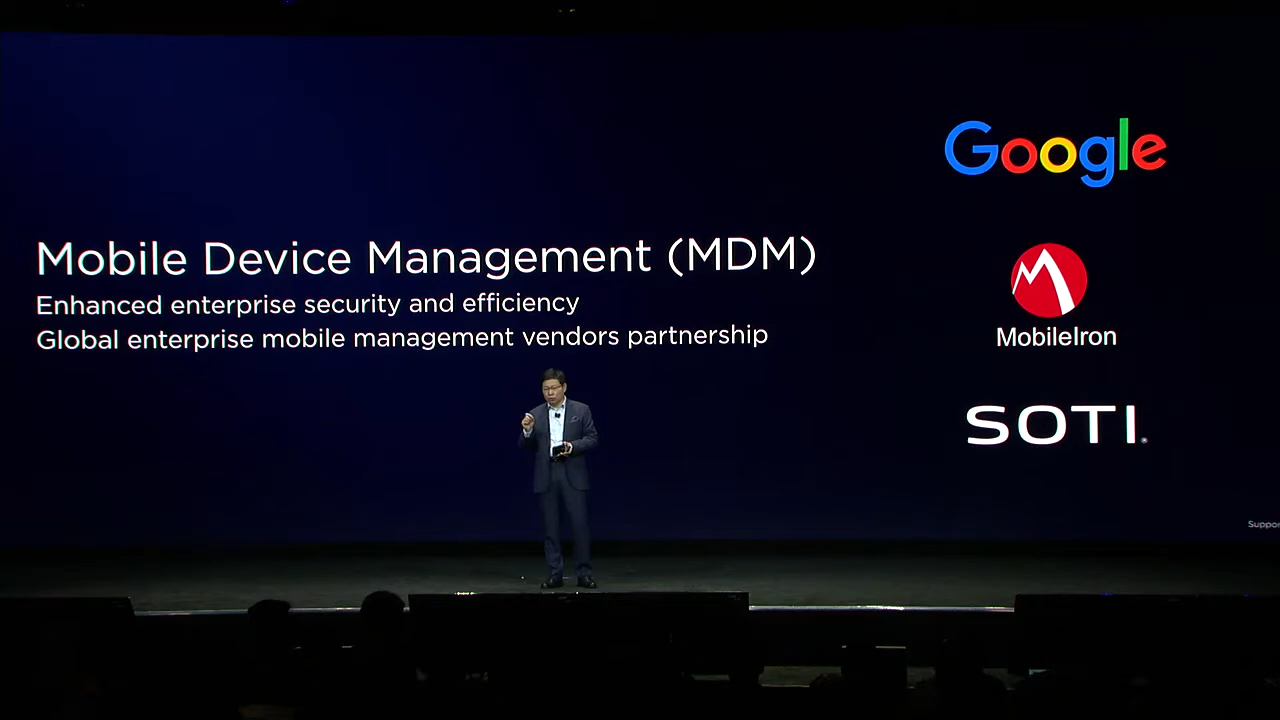 Google
Mobile Device Management (MDM)
Enhanced enterprise security and efficiency
Global enterprise mobile management vendors partnership
MobileIron
SOTI